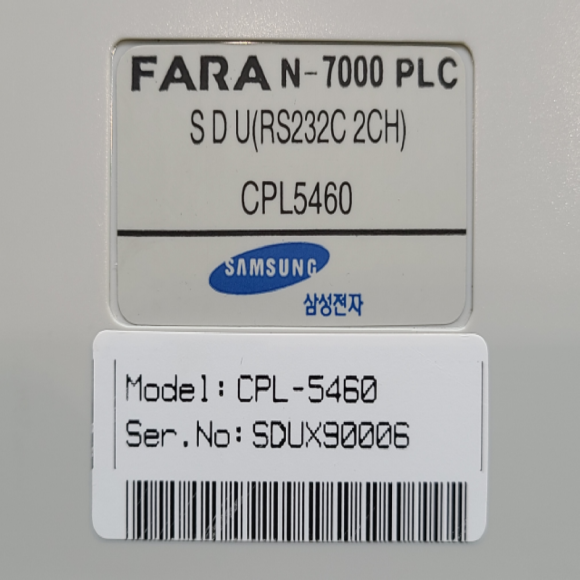 FARA N-7000 PLC
S D U(RS232C 2CH)
CPL5460
SAMSUNG
삼성전자
Model: CPL-5460
Ser.No: SDUX90006